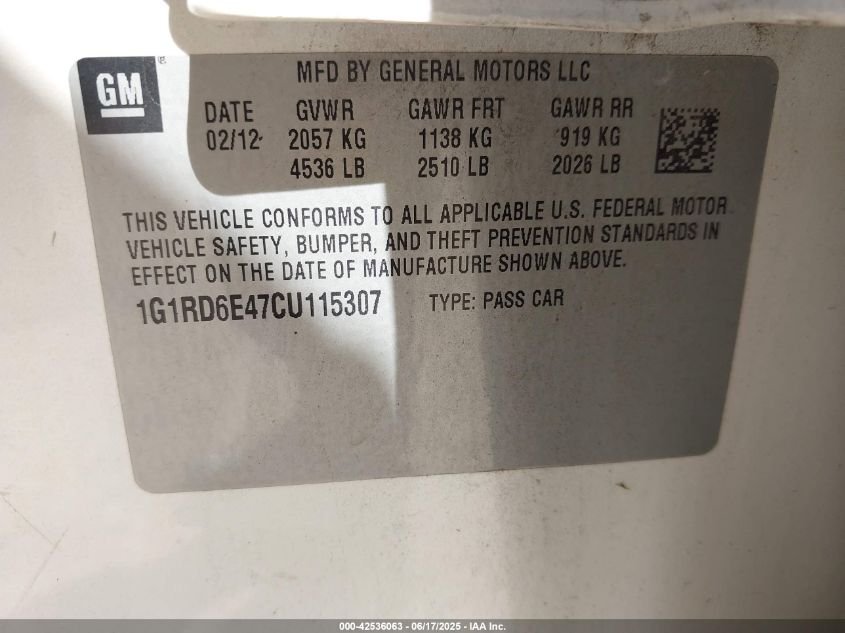 GM
MFD BY GENERAL MOTORS LLC
DATE GVWR GAWR FRT GAWR RR
02/12 2057 KG 1138 KG 919 KG
4536 LB 2510 LB 2026 LB
THIS VEHICLE CONFORMS TO ALL APPLICABLE U.S. FEDERAL MOTOR
VEHICLE SAFETY, BUMPER, AND THEFT PREVENTION STANDARDS IN
EFFECT ON THE DATE OF MANUFACTURE SHOWN ABOVE.
1G1RD6E47CU115307 TYPE: PASS CAR
000-42536063 - 06/17/2025 - IAA Inc.